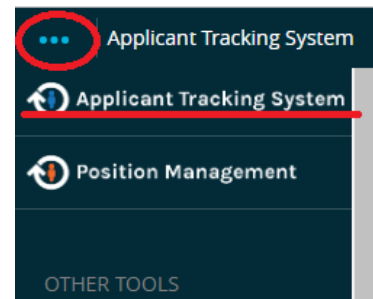 Applicant Tracking System
Applicant Tracking System
Position Management
OTHER TOOLS